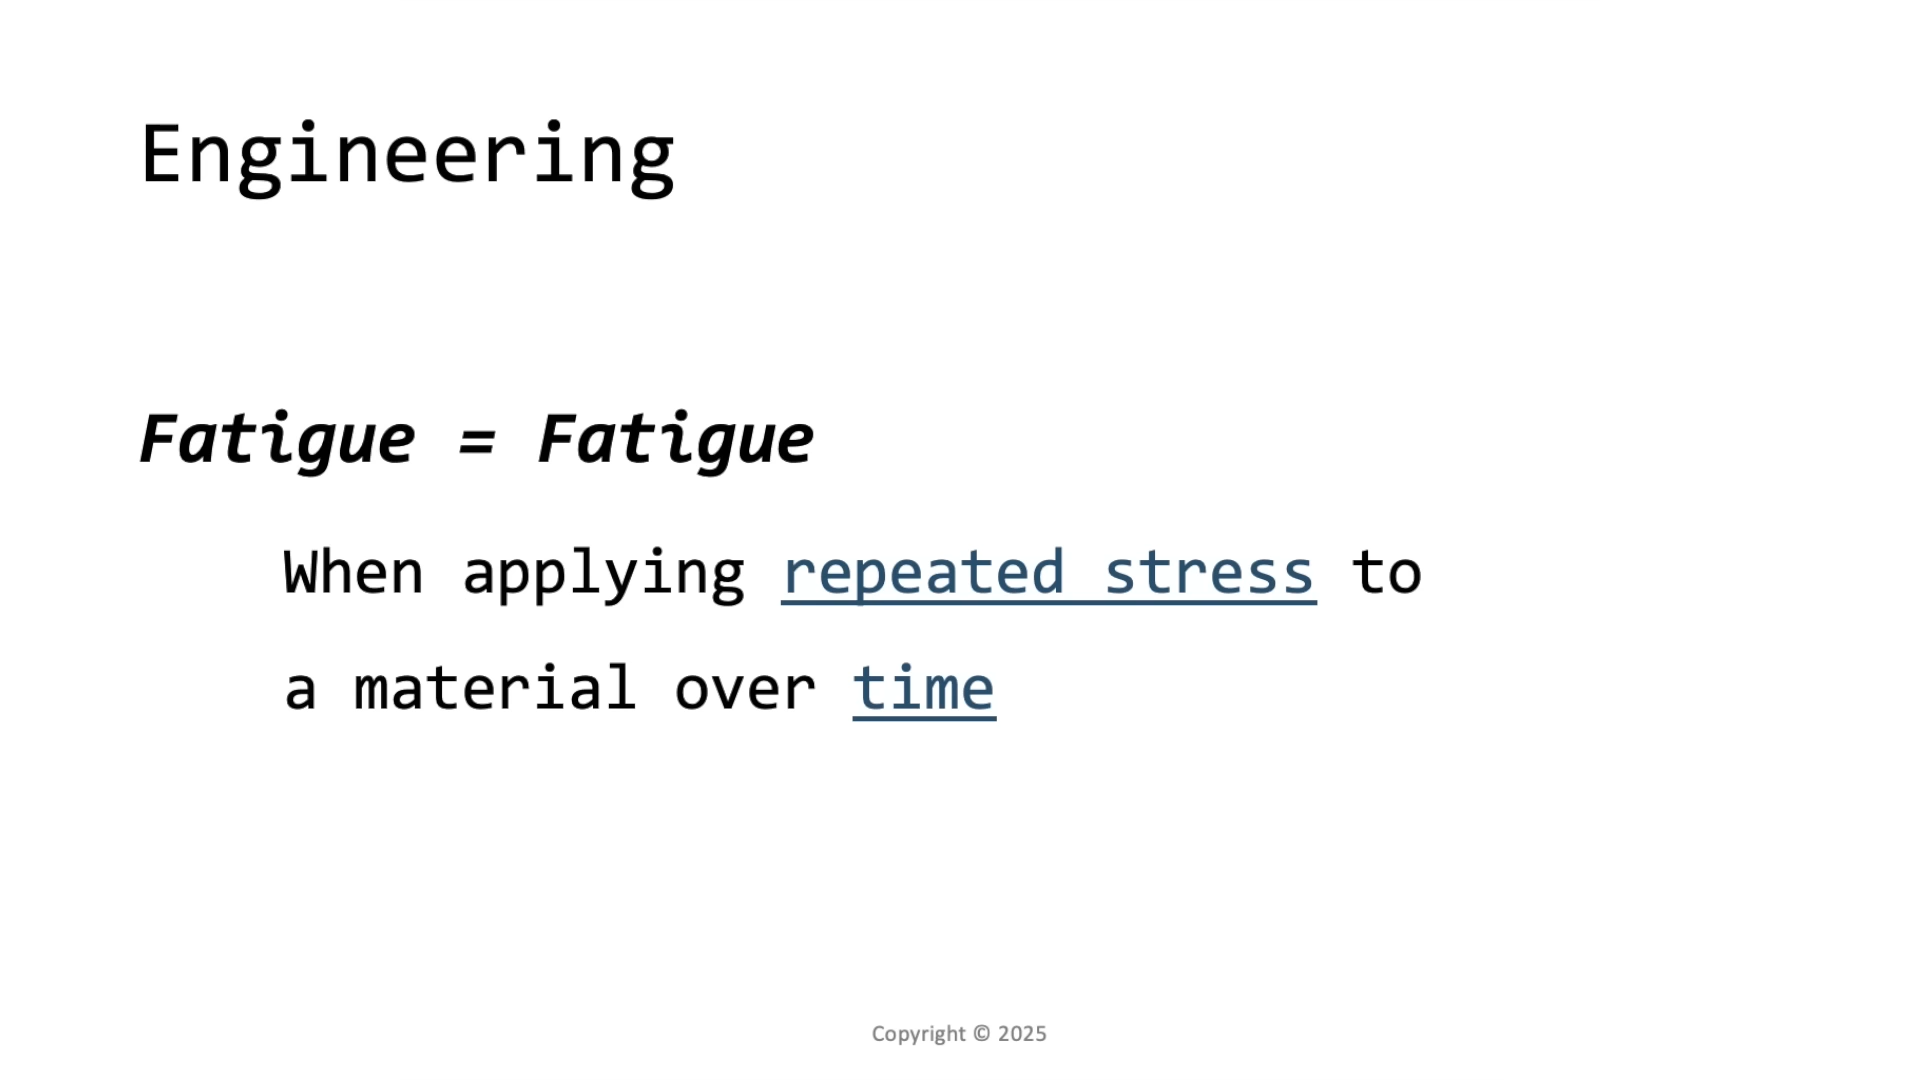 Engineering
Fatigue = Fatigue
When applying repeated stress to
a material over time
Copyright © 2025